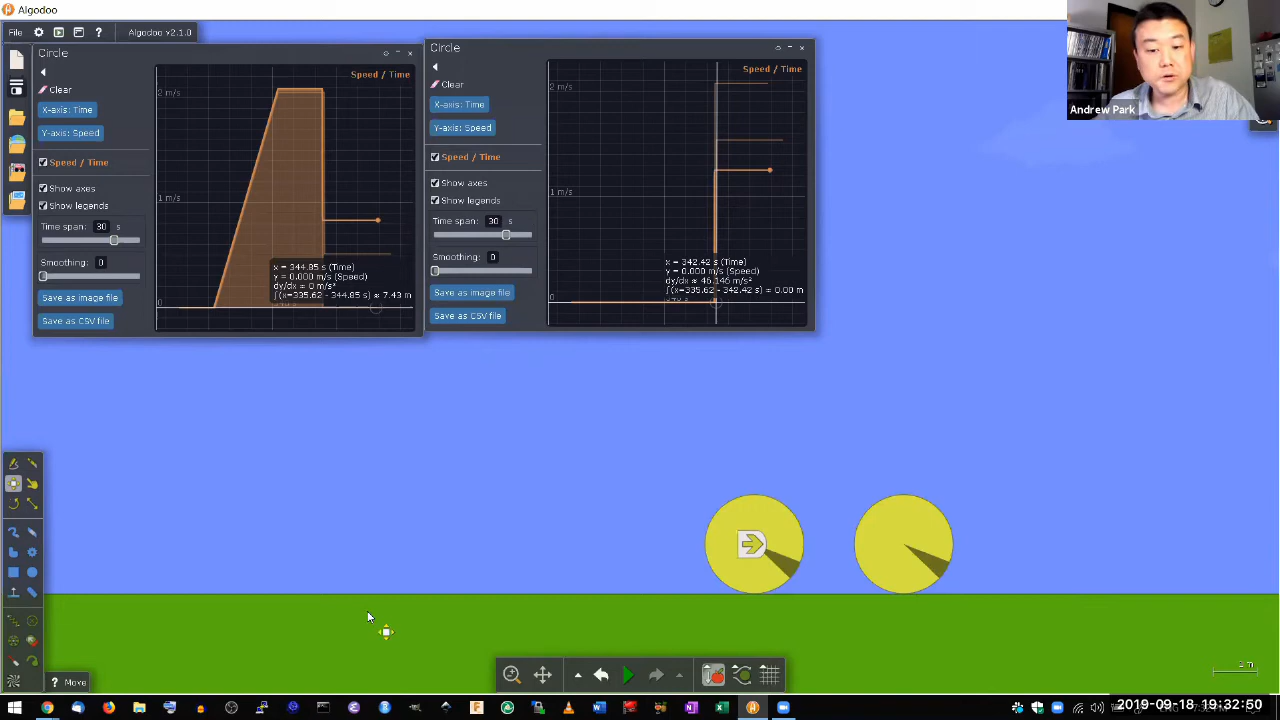 Algodoo
File
?
Algodoo v2.1.0
Circle
Clear
X-axis: Time
Y-axis: Speed
Speed / Time
Show axes
Show legends
Time span: 30 s
Smoothing: 0
Save as image file
Save as CSV file
Speed / Time
2 m/s
1 m/s
0
x = 344.85 s (Time)
y = 0.000 m/s (Speed)
dy/dx = 0 m/s²
∫(x=335.62 - 344.85 s) ≈ 7.43 m
Circle
Clear
X-axis: Time
Y-axis: Speed
Speed / Time
Show axes
Show legends
Time span: 30 s
Smoothing: 0
Save as image file
Save as CSV file
Speed / Time
2 m/s
1 m/s
0
x = 342.42 s (Time)
y = 0.000 m/s (Speed)
dy/dx ≈ 46.146 m/s²
∫(x=335.62 - 342.42 s) = 0.00 m
Andrew Park
? Move
2019-09-18 19:32:50